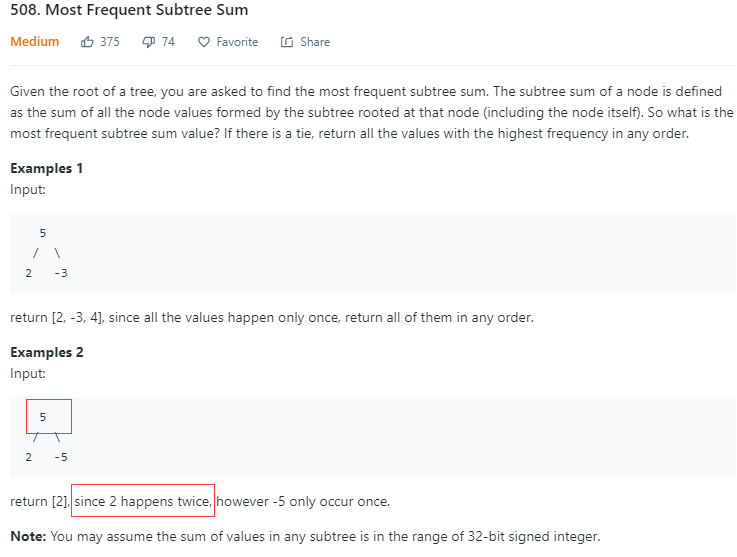 508. Most Frequent Subtree Sum
Medium 375 74 Favorite Share
Given the root of a tree, you are asked to find the most frequent subtree sum. The subtree sum of a node is defined
as the sum of all the node values formed by the subtree rooted at that node (including the node itself). So what is the
most frequent subtree sum value? If there is a tie, return all the values with the highest frequency in any order.
Examples 1
Input:
5
/ \
2 -3
return [2, -3, 4], since all the values happen only once, return all of them in any order.
Examples 2
Input:
5
/ \
2 -5
return [2], since 2 happens twice, however -5 only occur once.
Note: You may assume the sum of values in any subtree is in the range of 32-bit signed integer.